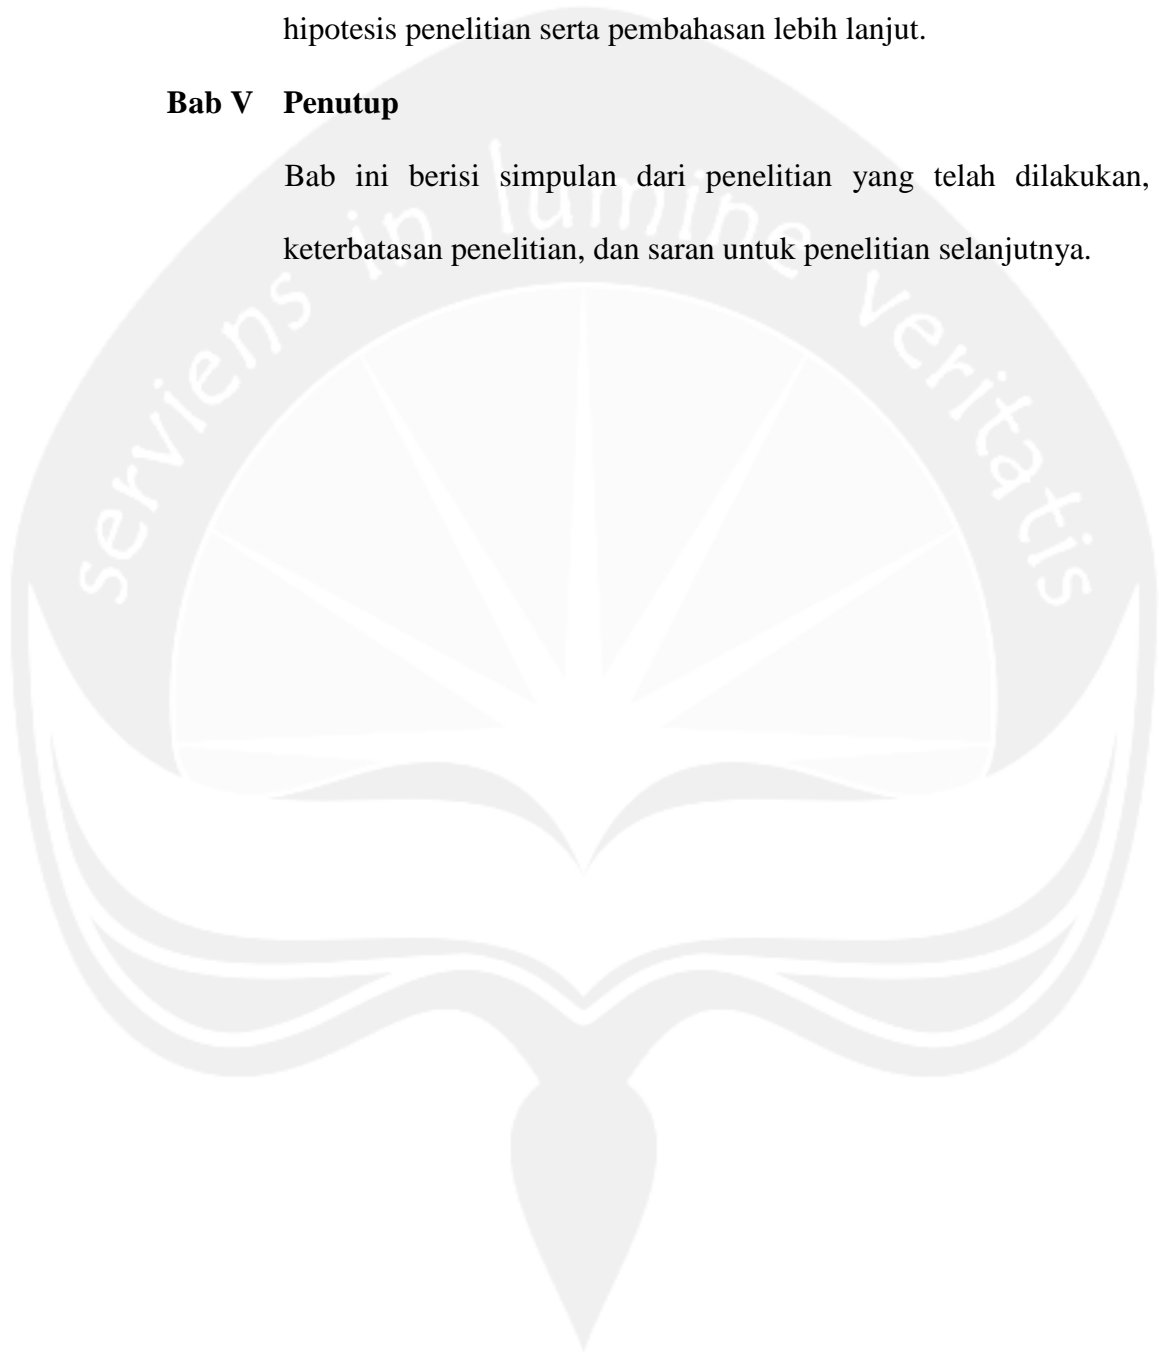 hipotesis penelitian serta pembahasan lebih lanjut.
Bab V Penutup
Bab ini berisi simpulan dari penelitian yang telah dilakukan,
keterbatasan penelitian, dan saran untuk penelitian selanjutnya.
serviens in lumine veritatis